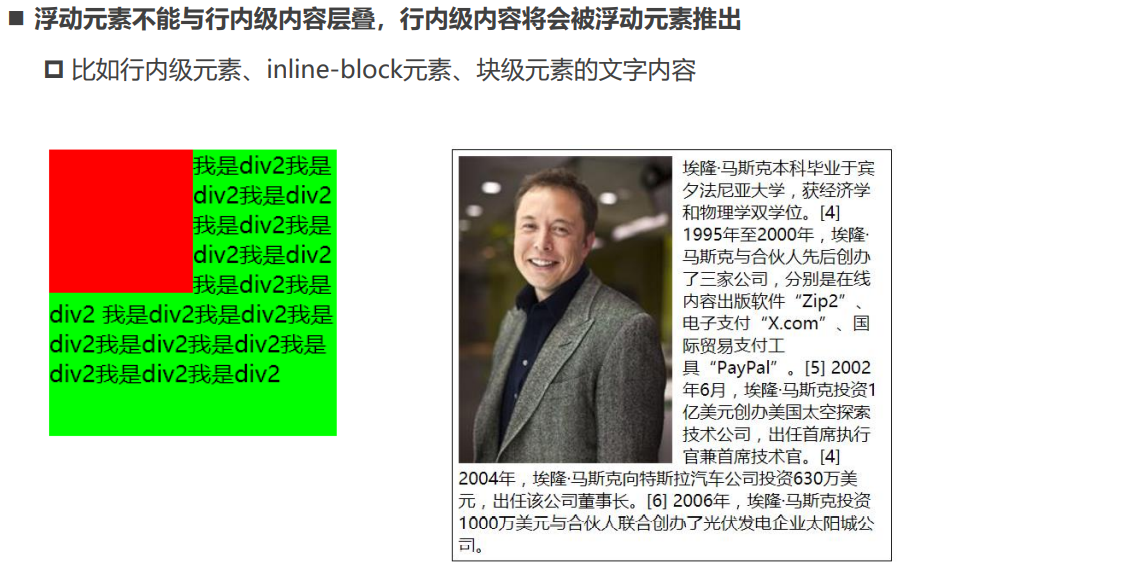 浮动元素不能与行内级内容层叠，行内级内容将会被浮动元素推出
比如行内级元素、inline-block元素、块级元素的文字内容
我是div2我是
div2我是div2
我是div2我是
div2我是div2
我是div2我是
div2 我是div2我是div2我是
div2我是div2我是div2我是
div2我是div2我是div2
埃隆·马斯克本科毕业于宾
夕法尼亚大学，获经济学
和物理学双学位。[4]
1995年至2000年，埃隆·
马斯克与合伙人先后创办
了三家公司，分别是在线
内容出版软件“Zip2”、
电子支付“X.com”、国
际贸易支付工
具“PayPal”。[5] 2002
年6月，埃隆·马斯克投资1
亿美元创办美国太空探索
技术公司，出任首席执行
官兼首席技术官。[4]
2004年，埃隆·马斯克向特斯拉汽车公司投资630万美
元，出任该公司董事长。[6] 2006年，埃隆·马斯克投资
1000万美元与合伙人联合创办了光伏发电企业太阳城公
司。